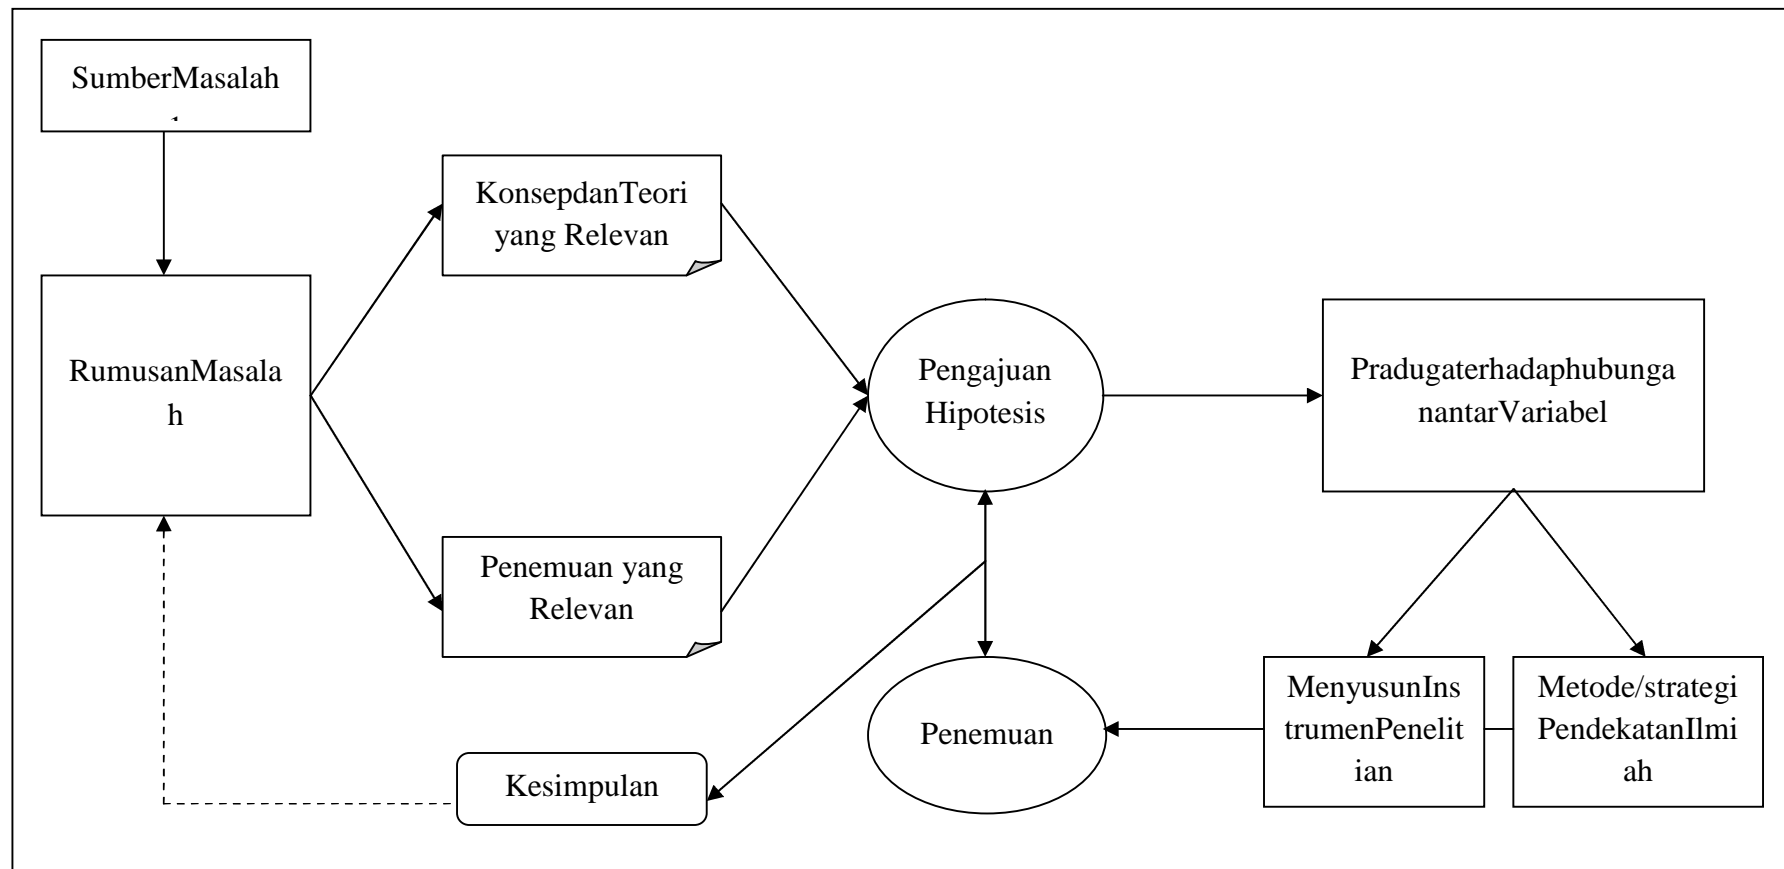 SumberMasalah
KonsepdanTeori
yang Relevan
RumusanMasala
h
Pengajuan
Hipotesis
Pradugaterhadaphubunga
nantarVariabel
Penemuan yang
Relevan
MenyusunIns
trumenPenelit
ian
Metode/strategi
PendekatanIlmi
ah
Penemuan
Kesimpulan